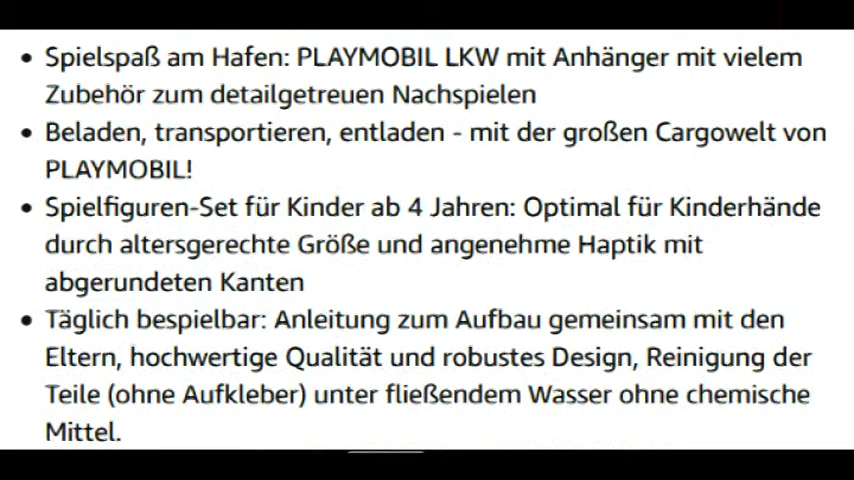 • Spielspaß am Hafen: PLAYMOBIL LKW mit Anhänger mit vielem
Zubehör zum detailgetreuen Nachspielen
• Beladen, transportieren, entladen - mit der großen Cargowelt von
PLAYMOBIL!
• Spielfiguren-Set für Kinder ab 4 Jahren: Optimal für Kinderhände
durch altersgerechte Größe und angenehme Haptik mit
abgerundeten Kanten
• Täglich bespielbar: Anleitung zum Aufbau gemeinsam mit den
Eltern, hochwertige Qualität und robustes Design, Reinigung der
Teile (ohne Aufkleber) unter fließendem Wasser ohne chemische
Mittel.